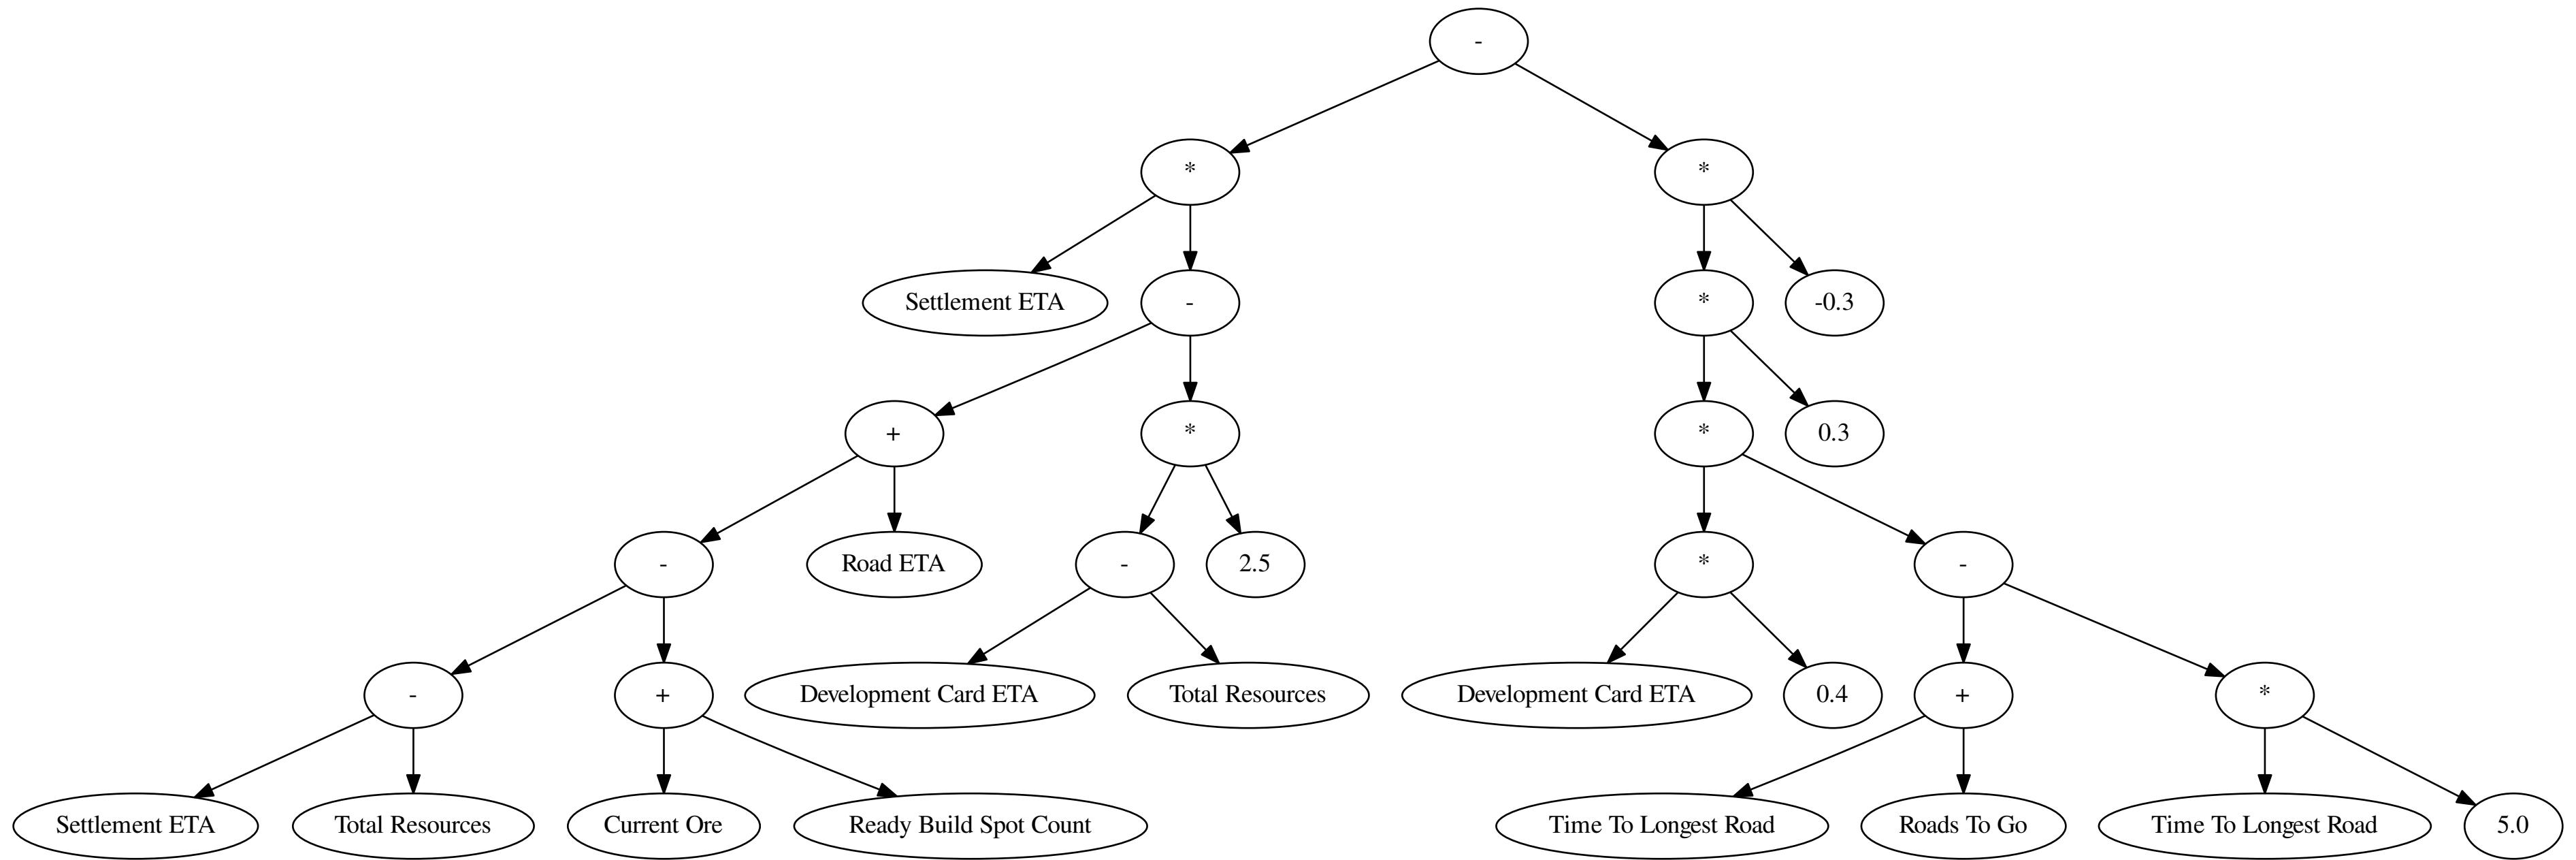 -
*
*
Settlement ETA
-
*
-0.3
+
*
*
0.3
-
Road ETA
-
2.5
*
-
-
+
Development Card ETA
Total Resources
Development Card ETA
0.4
+
*
Settlement ETA
Total Resources
Current Ore
Ready Build Spot Count
Time To Longest Road
Roads To Go
Time To Longest Road
5.0